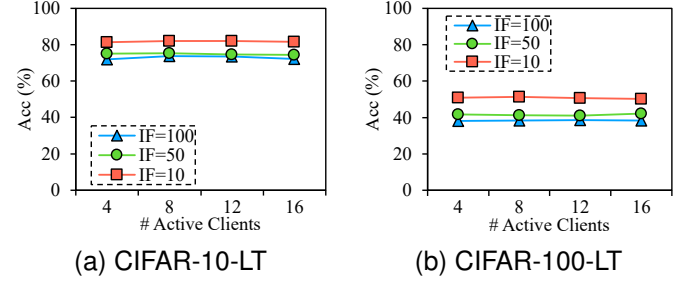 100
80
60
40
20
0
Acc (%)
IF=100
IF=50
IF=10
4 8 12 16
# Active Clients
(a) CIFAR-10-LT
100
80
60
40
20
0
Acc (%)
IF=100
IF=50
IF=10
4 8 12 16
# Active Clients
(b) CIFAR-100-LT